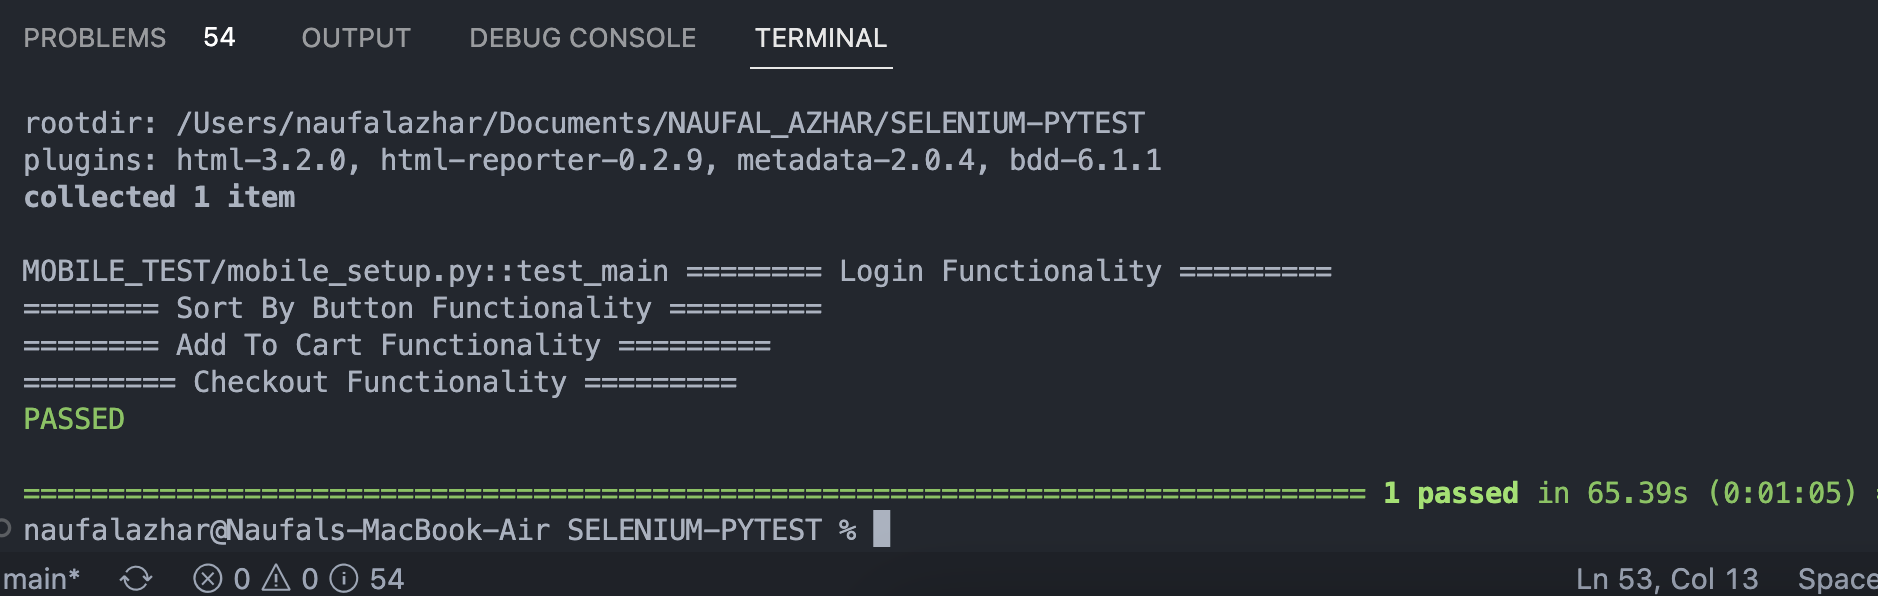 PROBLEMS 54 OUTPUT DEBUG CONSOLE TERMINAL
rootdir: /Users/naufalazhar/Documents/NAUFAL_AZHAR/SELENIUM-PYTEST
plugins: html-3.2.0, html-reporter-0.2.9, metadata-2.0.4, bdd-6.1.1
collected 1 item
MOBILE_TEST/mobile_setup.py::test_main ======== Login Functionality =========
======== Sort By Button Functionality =========
======== Add To Cart Functionality =========
========= Checkout Functionality =========
PASSED
=============================================================================== 1 passed in 65.39s (0:01:05) =
naufalazhar@Naufals-MacBook-Air SELENIUM-PYTEST %
main* 0 0 54 Ln 53, Col 13 Space